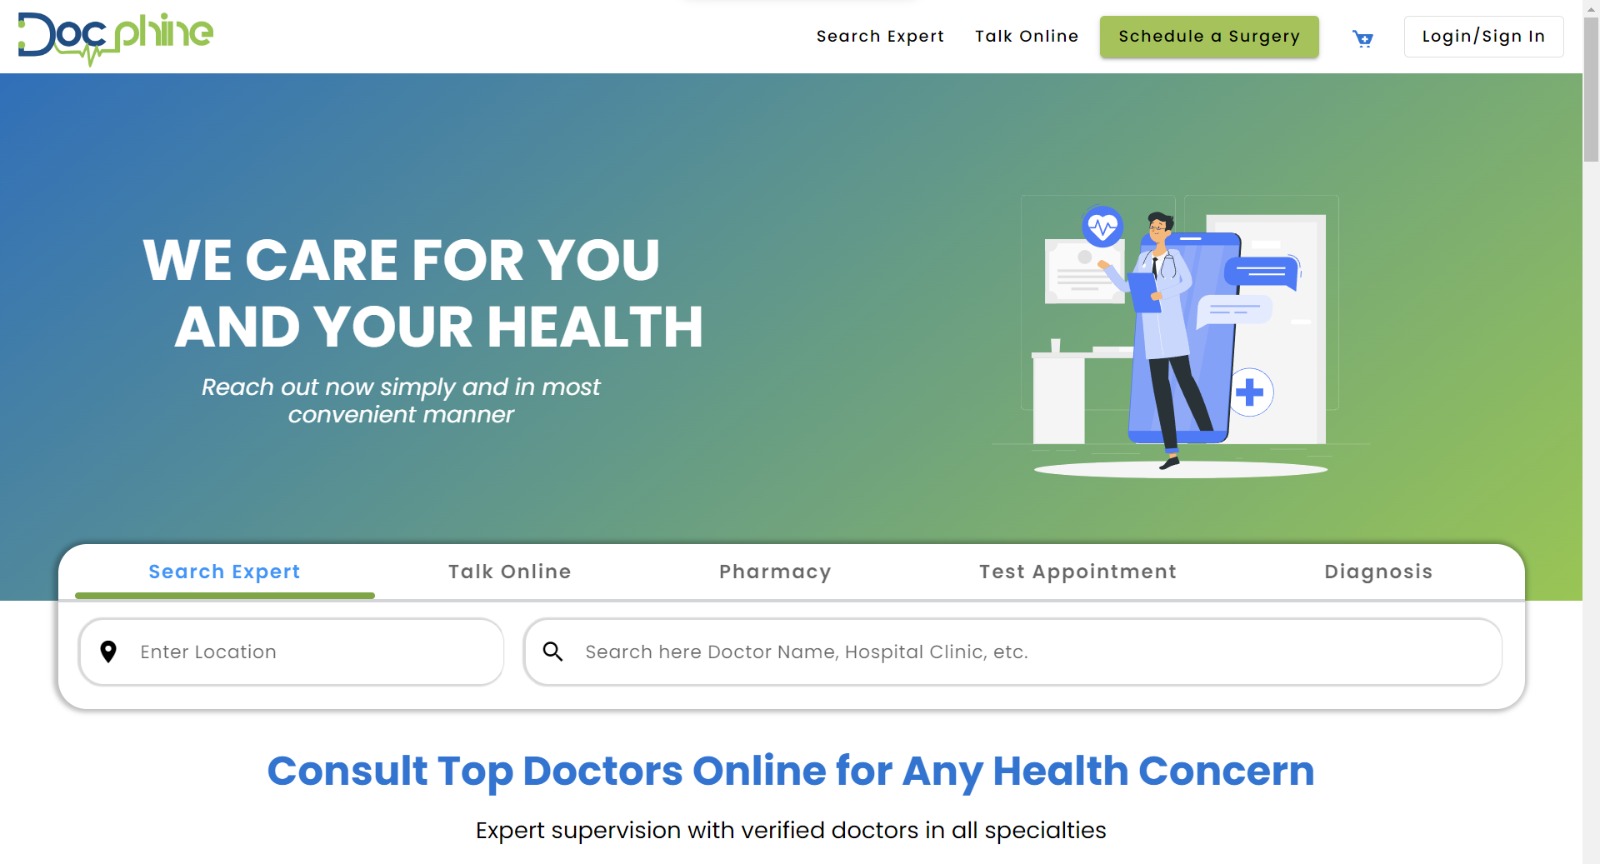 Doc phine
Search Expert
Talk Online
Schedule a Surgery
Login/Sign In
WE CARE FOR YOU
AND YOUR HEALTH
Reach out now simply and in most
convenient manner
Search Expert
Talk Online
Pharmacy
Test Appointment
Diagnosis
Enter Location
Search here Doctor Name, Hospital Clinic, etc.
Consult Top Doctors Online for Any Health Concern
Expert supervision with verified doctors in all specialties